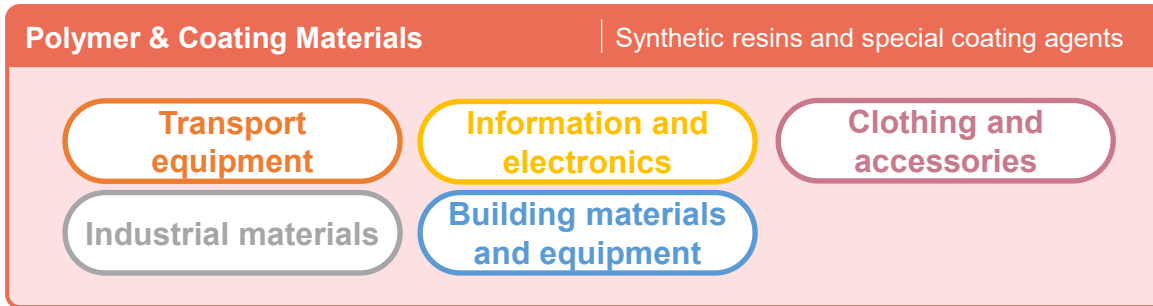 Polymer & Coating Materials
Synthetic resins and special coating agents
Transport
equipment
Information and
electronics
Clothing and
accessories
Industrial materials
Building materials
and equipment